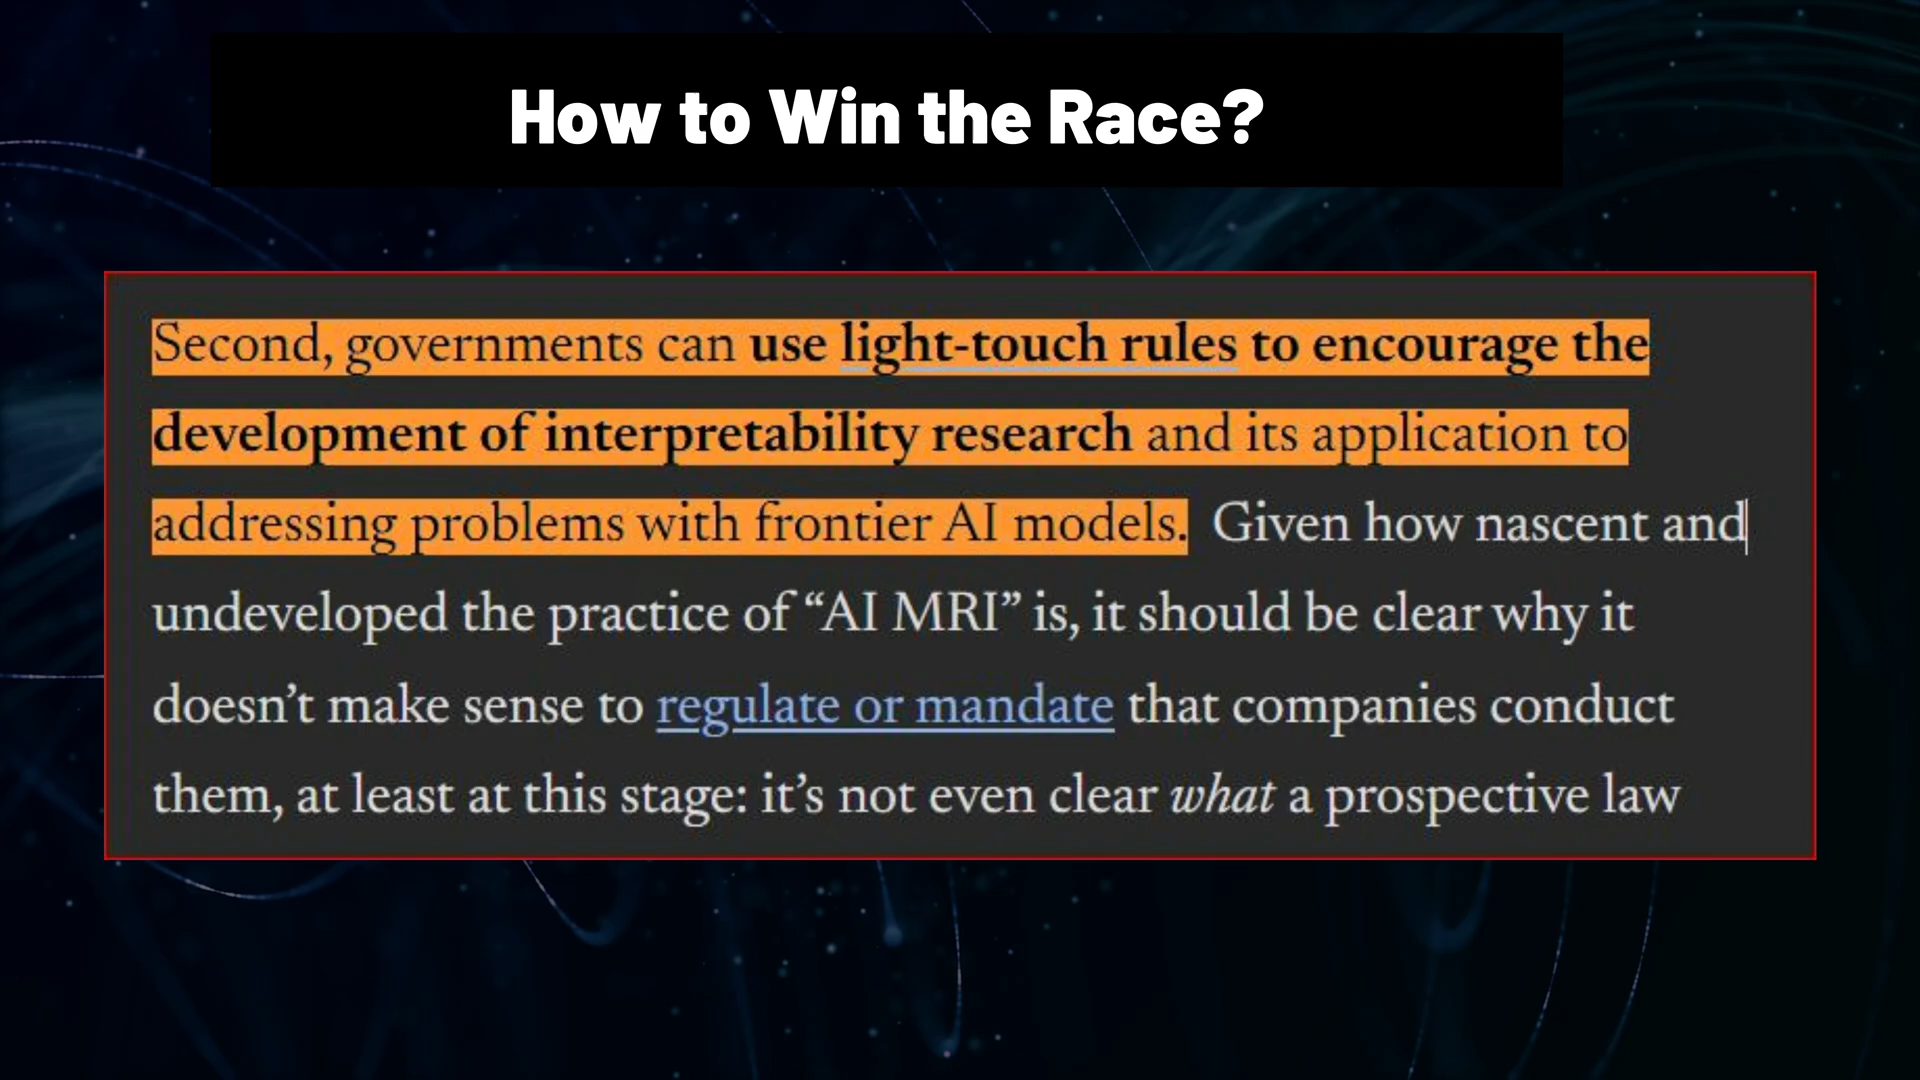 How to Win the Race?
Second, governments can use light-touch rules to encourage the
development of interpretability research and its application to
addressing problems with frontier AI models. Given how nascent and
undeveloped the practice of “AI MRI” is, it should be clear why it
doesn’t make sense to regulate or mandate that companies conduct
them, at least at this stage: it’s not even clear what a prospective law